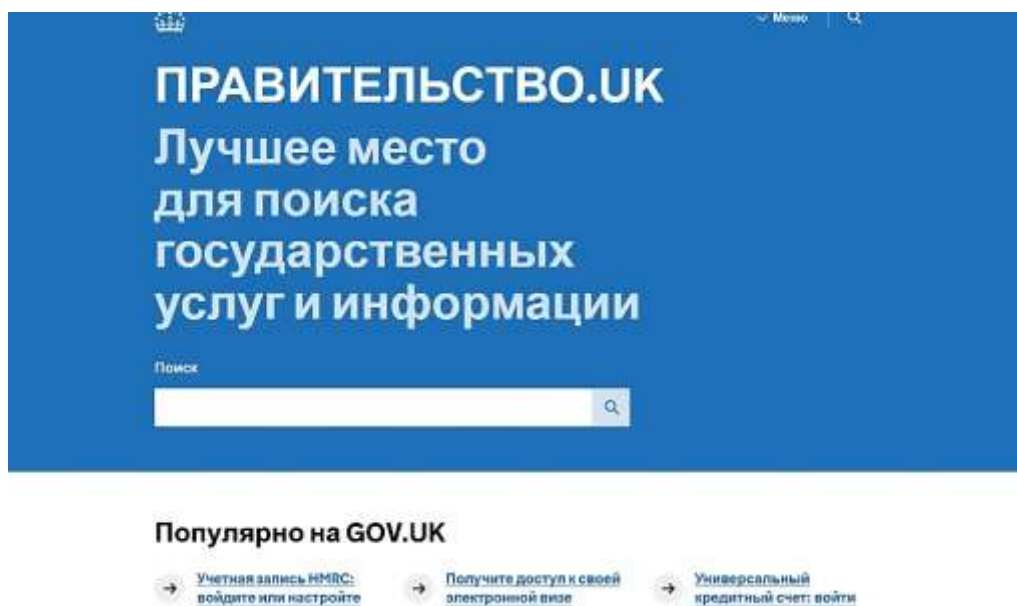 Меню
ПРАВИТЕЛЬСТВО.UK
Лучшее место
для поиска
государственных
услуг и информации
Поиск
Популярно на GOV.UK
Учетная запись HMRC: войдите или настройте
Получите доступ к своей электронной визе
Универсальный кредитный счет: войти